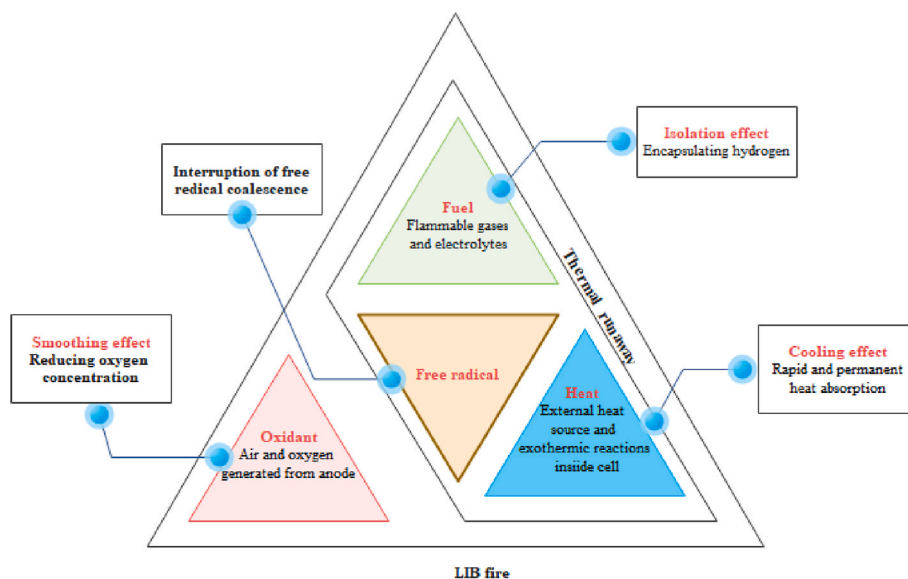 Isolation effect
Encapsulating hydrogen
Interruption of free
redical coalescence
Fuel
Flammable gases
and electrolytes
Thermal runaway
Smoothing effect
Reducing oxygen
concentration
Free radical
Cooling effect
Rapid and permanent
heat absorption
Heat
External heat
source and
exothermic reactions
insiide cell
Oxidant
Air and oxygen
generated from anode
LIB fire